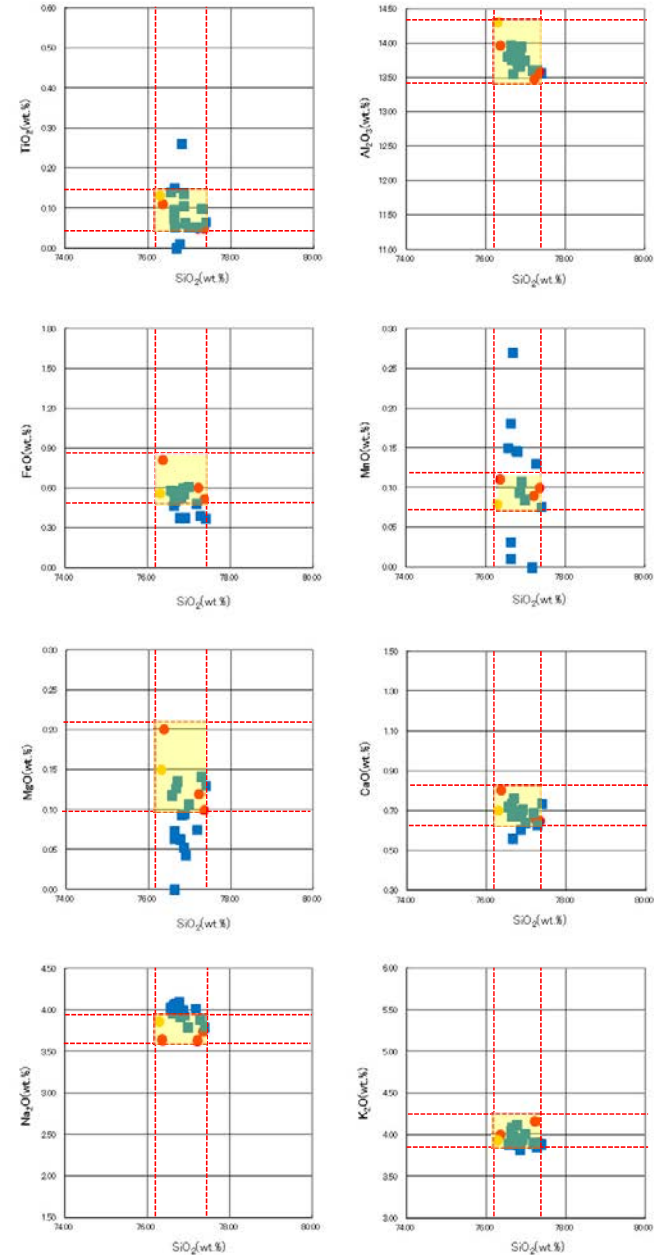 TiO₂(wt.%)
0.60
0.50
0.40
0.30
0.20
0.10
0.00
74.00 76.00 78.00 80.00
SiO₂(wt.%)
Al₂O₃(wt.%)
14.50
14.00
13.50
13.00
12.50
12.00
11.50
11.00
74.00 76.00 78.00 80.00
SiO₂(wt.%)
FeO(wt.%)
1.80
1.50
1.20
0.90
0.60
0.30
0.00
74.00 76.00 78.00 80.00
SiO₂(wt.%)
MnO(wt.%)
0.30
0.25
0.20
0.15
0.10
0.05
0.00
74.00 76.00 78.00 80.00
SiO₂(wt.%)
MgO(wt.%)
0.30
0.25
0.20
0.15
0.10
0.05
0.00
74.00 76.00 78.00 80.00
SiO₂(wt.%)
CaO(wt.%)
1.50
1.30
1.10
0.90
0.70
0.50
0.30
74.00 76.00 78.00 80.00
SiO₂(wt.%)
Na₂O(wt.%)
4.50
4.00
3.50
3.00
2.50
2.00
1.50
74.00 76.00 78.00 80.00
SiO₂(wt.%)
K₂O(wt.%)
6.00
5.50
5.00
4.50
4.00
3.50
3.00
74.00 76.00 78.00 80.00
SiO₂(wt.%)